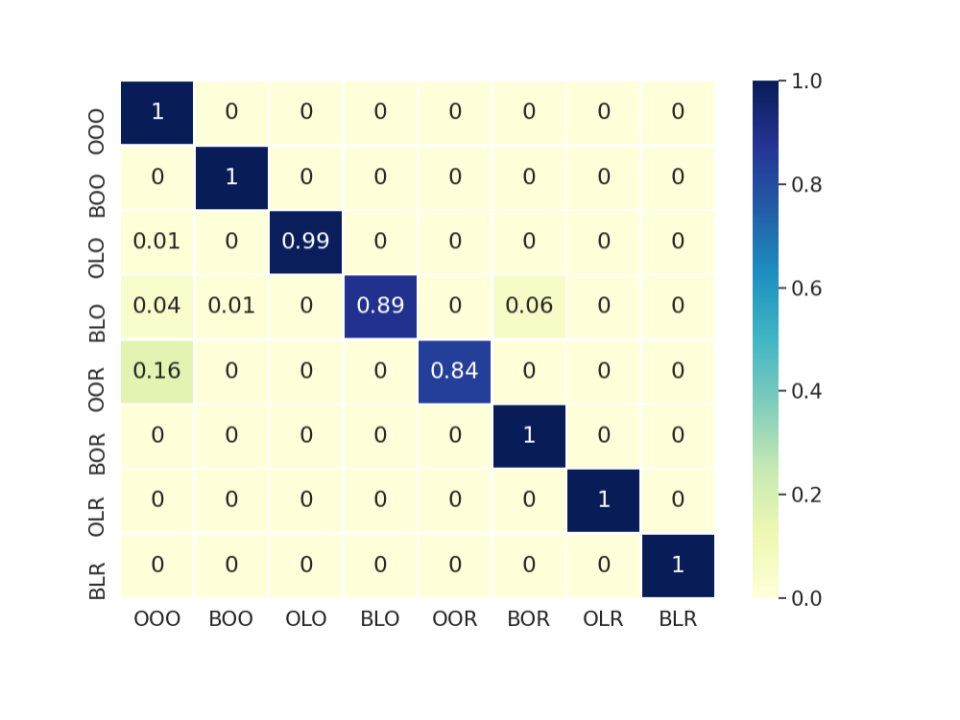 OOO 1 0 0 0 0 0 0 0
BOO 0 1 0 0 0 0 0 0
OLO 0.01 0 0.99 0 0 0 0 0
BLO 0.04 0.01 0 0.89 0 0.06 0 0
OOR 0.16 0 0 0 0.84 0 0 0
BOR 0 0 0 0 0 1 0 0
OLR 0 0 0 0 0 0 1 0
BLR 0 0 0 0 0 0 0 1
OOO BOO OLO BLO OOR BOR OLR BLR
1.0
0.8
0.6
0.4
0.2
0.0